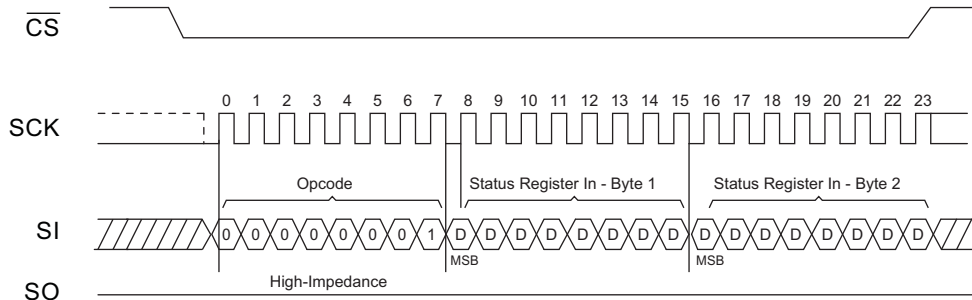 CS
0 1 2 3 4 5 6 7 8 9 10 11 12 13 14 15 16 17 18 19 20 21 22 23
SCK
Opcode Status Register In - Byte 1 Status Register In - Byte 2
SI 0 0 0 0 0 0 0 1 D D D D D D D D D D D D D D D D
MSB MSB
High-Impedance
SO